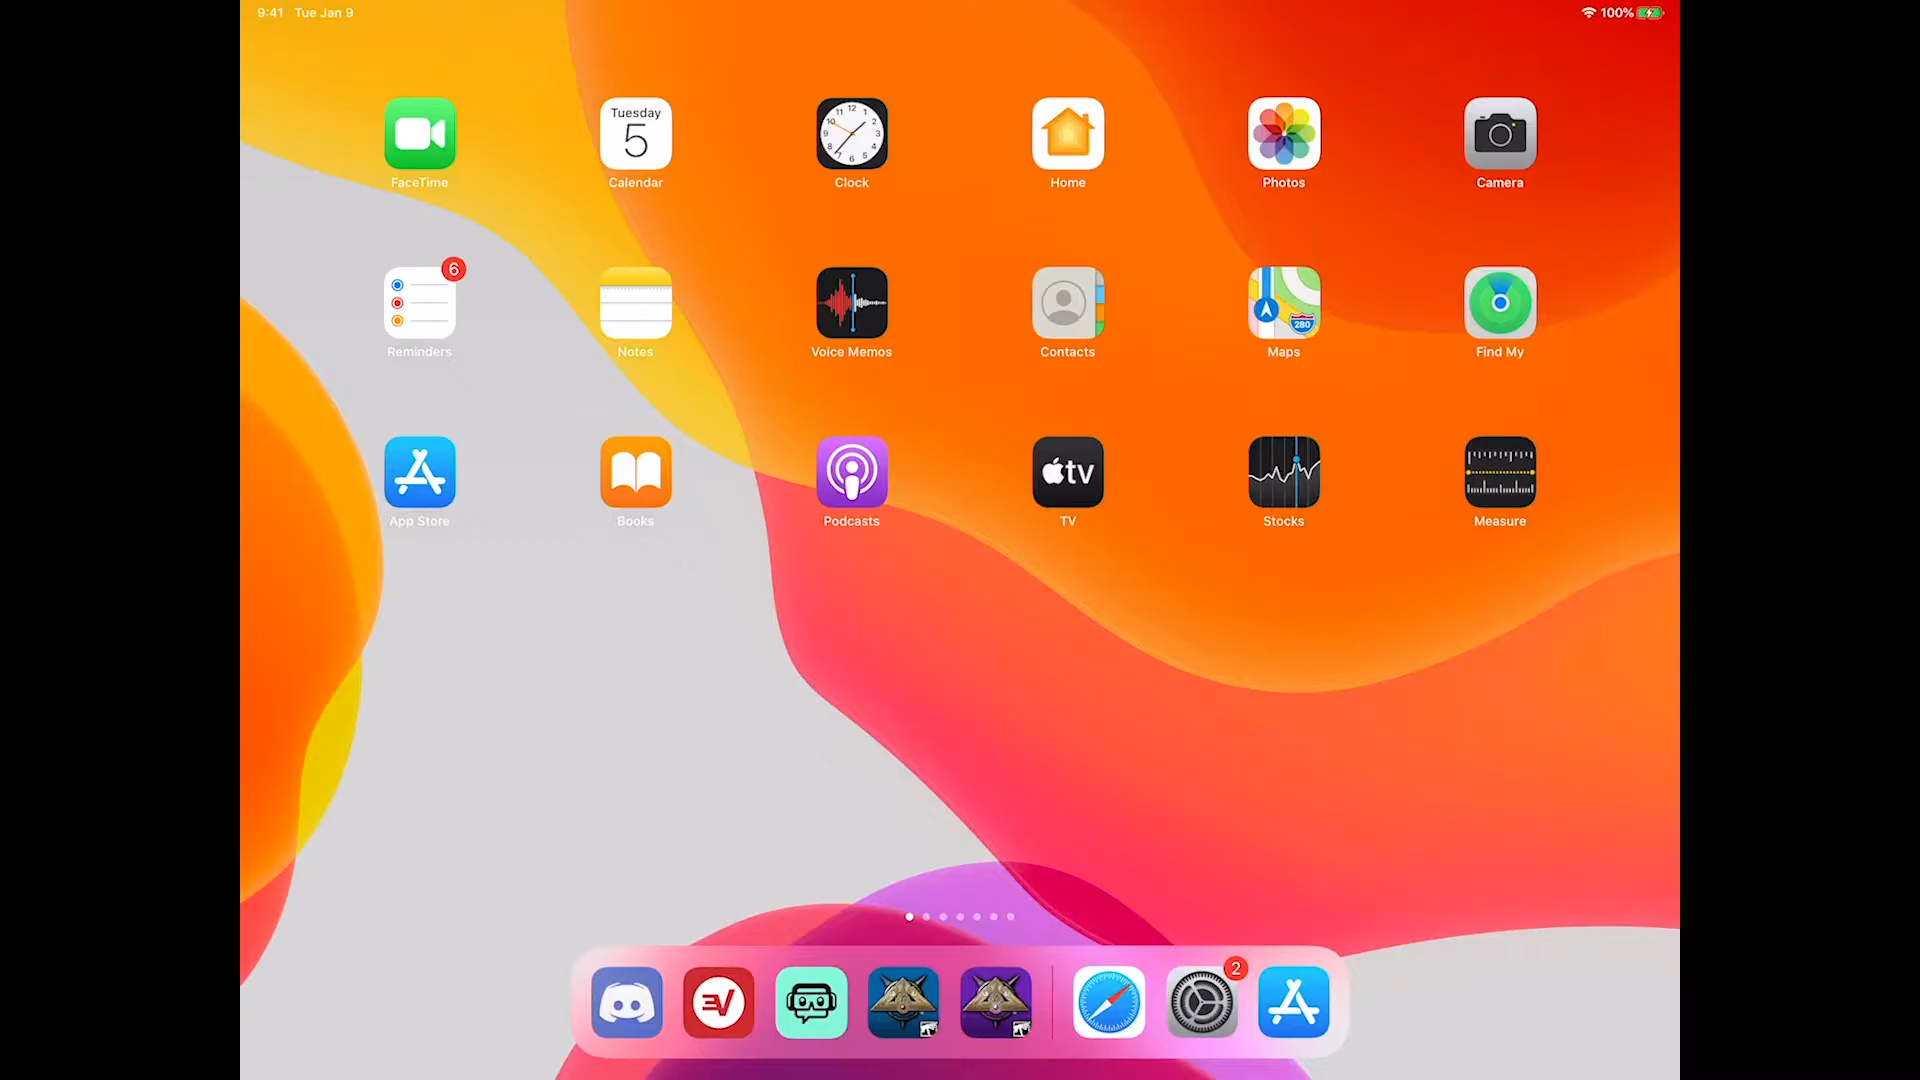 9:41 Tue Jan 9
100%
Tuesday
5
FaceTime
Calendar
Clock
Home
Photos
Camera
6
280
Reminders
Notes
Voice Memos
Contacts
Maps
Find My
tv
App Store
Books
Podcasts
TV
Stocks
Measure
2